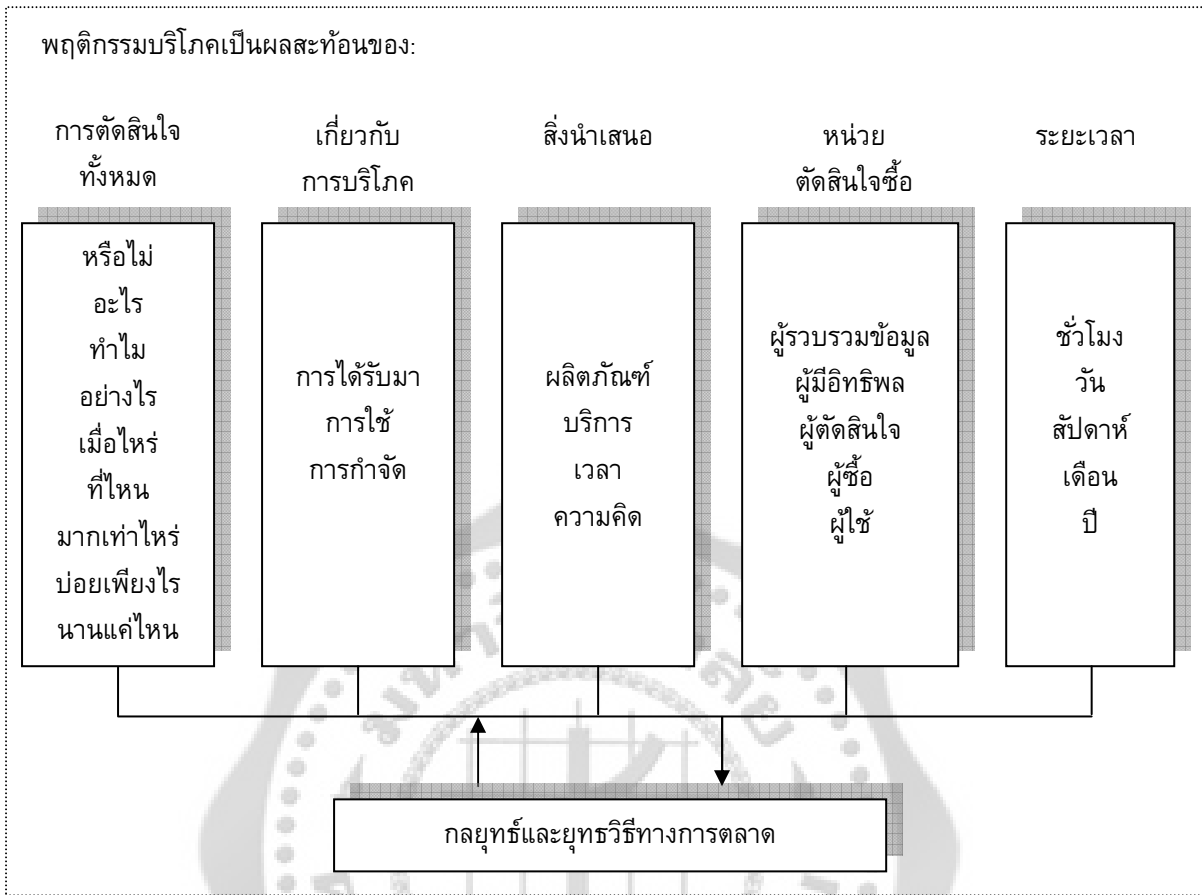 พฤติกรรมบริโภคเป็นผลสะท้อนของ:
การตัดสินใจ
ทั้งหมด
หรือไม่
อะไร
ทำไม
อย่างไร
เมื่อไหร่
ที่ไหน
มากเท่าไหร่
บ่อยเพียงไร
นานแค่ไหน
เกี่ยวกับ
การบริโภค
การได้รับมา
การใช้
การกำจัด
สิ่งนำเสนอ
ผลิตภัณฑ์
บริการ
เวลา
ความคิด
หน่วย
ตัดสินใจซื้อ
ผู้รวบรวมข้อมูล
ผู้มีอิทธิพล
ผู้ตัดสินใจ
ผู้ซื้อ
ผู้ใช้
ระยะเวลา
ชั่วโมง
วัน
สัปดาห์
เดือน
ปี
กลยุทธ์และยุทธวิธีทางการตลาด